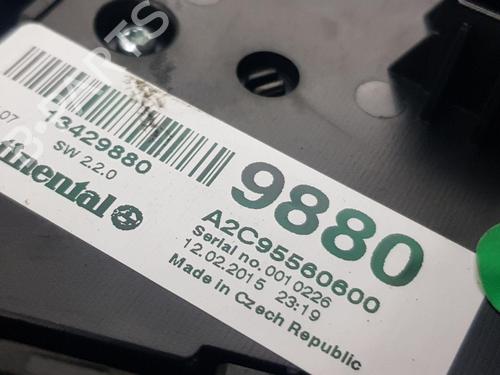 07
13429880
SW 2.2.0
9880
A2C95560600
Serial no. 0010226
12.02.2015 23:19
Made in Czech Republic